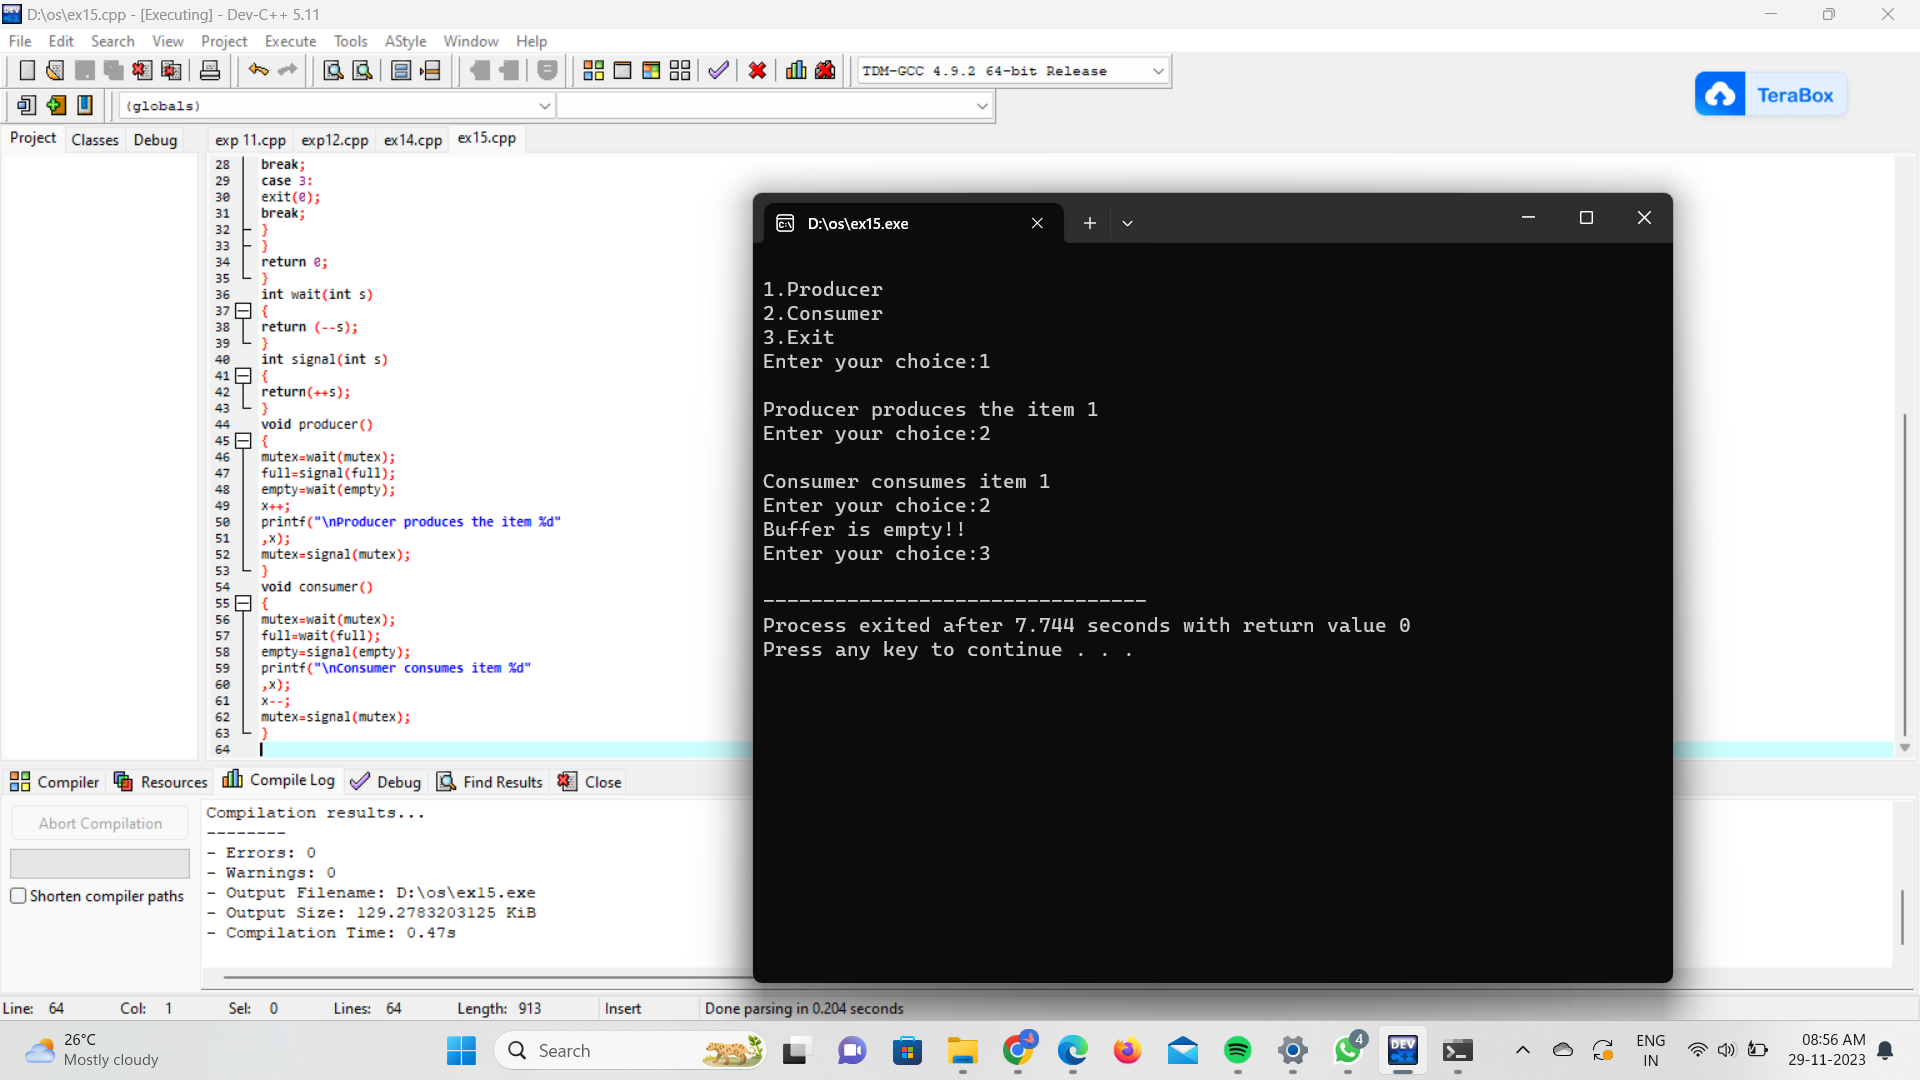 D:\os\ex15.cpp - [Executing] - Dev-C++ 5.11
File Edit Search View Project Execute Tools AStyle Window Help
TDM-GCC 4.9.2 64-bit Release
(globals)
TeraBox
Project Classes Debug
exp 11.cpp exp12.cpp ex14.cpp ex15.cpp
28 break;
29 case 3:
30 exit(0);
31 break;
32 }
33 }
34 return 0;
35 }
36 int wait(int s)
37 {
38 return (--s);
39 }
40 int signal(int s)
41 {
42 return(++s);
43 }
44 void producer()
45 {
46 mutex=wait(mutex);
47 full=signal(full);
48 empty=wait(empty);
49 x++;
50 printf("\nProducer produces the item %d"
51 ,x);
52 mutex=signal(mutex);
53 }
54 void consumer()
55 {
56 mutex=wait(mutex);
57 full=wait(full);
58 empty=signal(empty);
59 printf("\nConsumer consumes item %d"
60 ,x);
61 x--;
62 mutex=signal(mutex);
63 }
64
D:\os\ex15.exe
1.Producer
2.Consumer
3.Exit
Enter your choice:1
Producer produces the item 1
Enter your choice:2
Consumer consumes item 1
Enter your choice:2
Buffer is empty!!
Enter your choice:3
--------------------------------
Process exited after 7.744 seconds with return value 0
Press any key to continue . . .
Compiler Resources Compile Log Debug Find Results Close
Abort Compilation
Shorten compiler paths
Compilation results...
--------
- Errors: 0
- Warnings: 0
- Output Filename: D:\os\ex15.exe
- Output Size: 129.2783203125 KiB
- Compilation Time: 0.47s
Line: 64 Col: 1 Sel: 0 Lines: 64 Length: 913 Insert Done parsing in 0.204 seconds
26°C
Mostly cloudy
Search
4
DEV
C++
ENG
IN
08:56 AM
29-11-2023